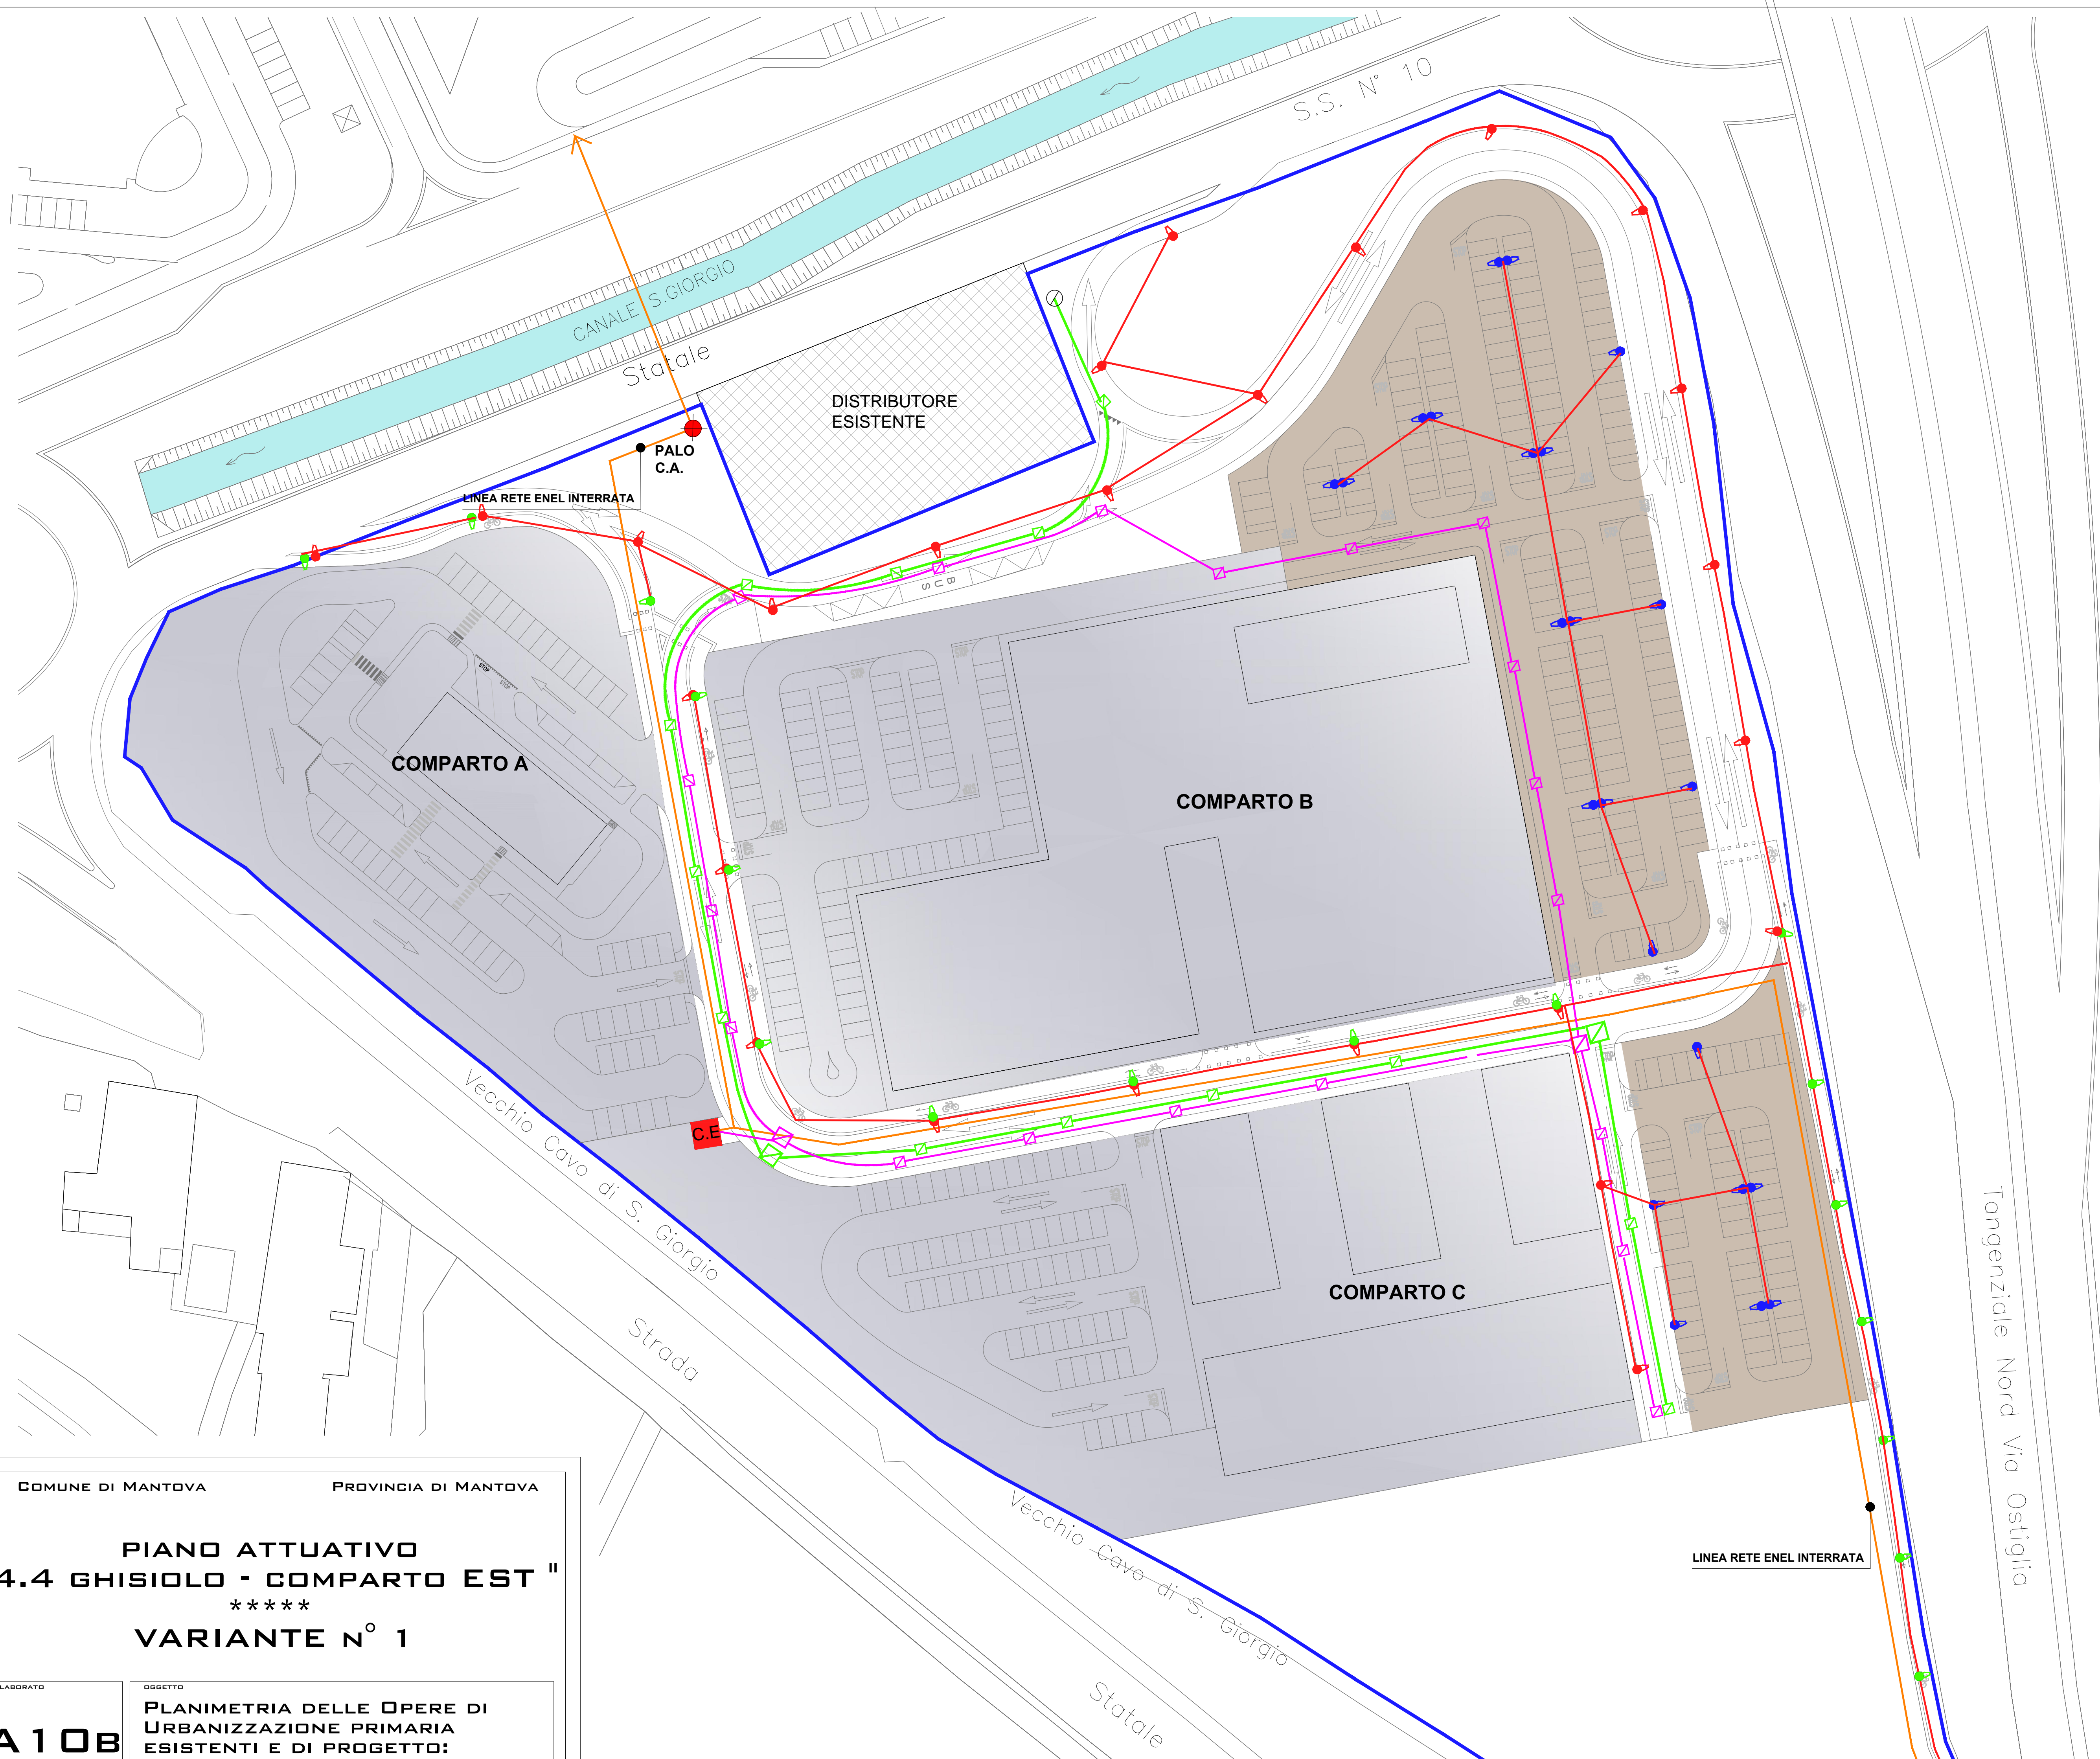 S.S. N° 10
CANALE S.GIORGIO
Statale
DISTRIBUTORE
ESISTENTE
PALO
C.A.
LINEA RETE ENEL INTERRATA
BUS
STOP
STOP
COMPARTO A
COMPARTO B
C.E
Vecchio Cavo di S. Giorgio
COMPARTO C
Strada
Tangenziale Nord Via Ostiglia
Vecchio Cavo di S. Giorgio
LINEA RETE ENEL INTERRATA
Statale
COMUNE DI MANTOVA PROVINCIA DI MANTOVA
PIANO ATTUATIVO
4.4 GHISIOLO - COMPARTO EST "
*****
VARIANTE N° 1
LABORATO
OGGETTO
A10B
PLANIMETRIA DELLE OPERE DI
URBANIZZAZIONE PRIMARIA
ESISTENTI E DI PROGETTO: